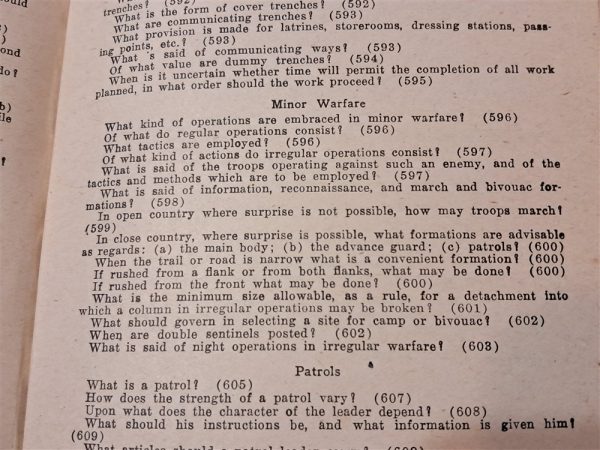 ould
trenches? (592)
What is the form of cover trenches? (592)
What are communicating trenches? (593)
What provision is made for latrines, storerooms, dressing stations, pass-
ing points, etc.? (593)
What 's said of communicating ways? (593)
Of what value are dummy trenches? (594)
When is it uncertain whether time will permit the completion of all work
planned, in what order should the work proceed? (595)
Minor Warfare
What kind of operations are embraced in minor warfare? (596)
Of what do regular operations consist? (596)
What tactics are employed? (596)
Of what kind of actions do irregular operations consist? (597)
What is said of the troops operating against such an enemy, and of the
tactics and methods which are to be employed? (597)
What is said of information, reconnaissance, and march and bivouac for-
mations? (598)
In open country where surprise is not possible, how may troops march?
(599)
In close country, where surprise is possible, what formations are advisable
as regards: (a) the main body; (b) the advance guard; (c) patrols? (600)
When the trail or road is narrow what is a convenient formation? (600)
If rushed from a flank or from both flanks, what may be done? (600)
If rushed from the front what may be done? (600)
What is the minimum size allowable, as a rule, for a detachment into
which a column in irregular operations may be broken? (601)
What should govern in selecting a site for camp or bivouac? (602)
When are double sentinels posted? (602)
What is said of night operations in irregular warfare? (603)
Patrols
What is a patrol? (605)
How does the strength of a patrol vary? (607)
Upon what does the character of the leader depend? (608)
What should his instructions be, and what information is given him?
(609)